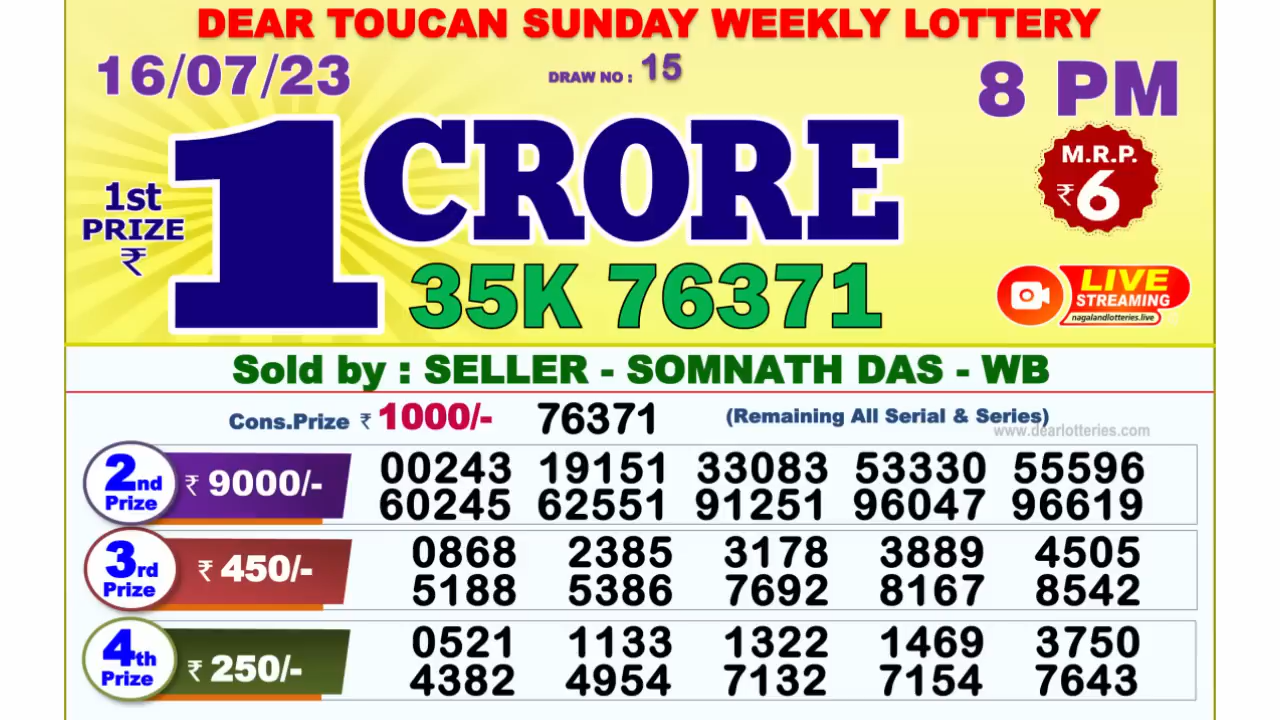 DEAR TOUCAN SUNDAY WEEKLY LOTTERY
16/07/23
DRAW NO : 15
8 PM
1st PRIZE ₹
1 CRORE
M.R.P. ₹ 6
35K 76371
LIVE STREAMING
nagalandlotteries.live
Sold by : SELLER - SOMNATH DAS - WB
Cons.Prize ₹ 1000/- 76371 (Remaining All Serial & Series)
www.dearlotteries.com
2nd Prize ₹ 9000/-
00243 19151 33083 53330 55596
60245 62551 91251 96047 96619
3rd Prize ₹ 450/-
0868 2385 3178 3889 4505
5188 5386 7692 8167 8542
4th Prize ₹ 250/-
0521 1133 1322 1469 3750
4382 4954 7132 7154 7643